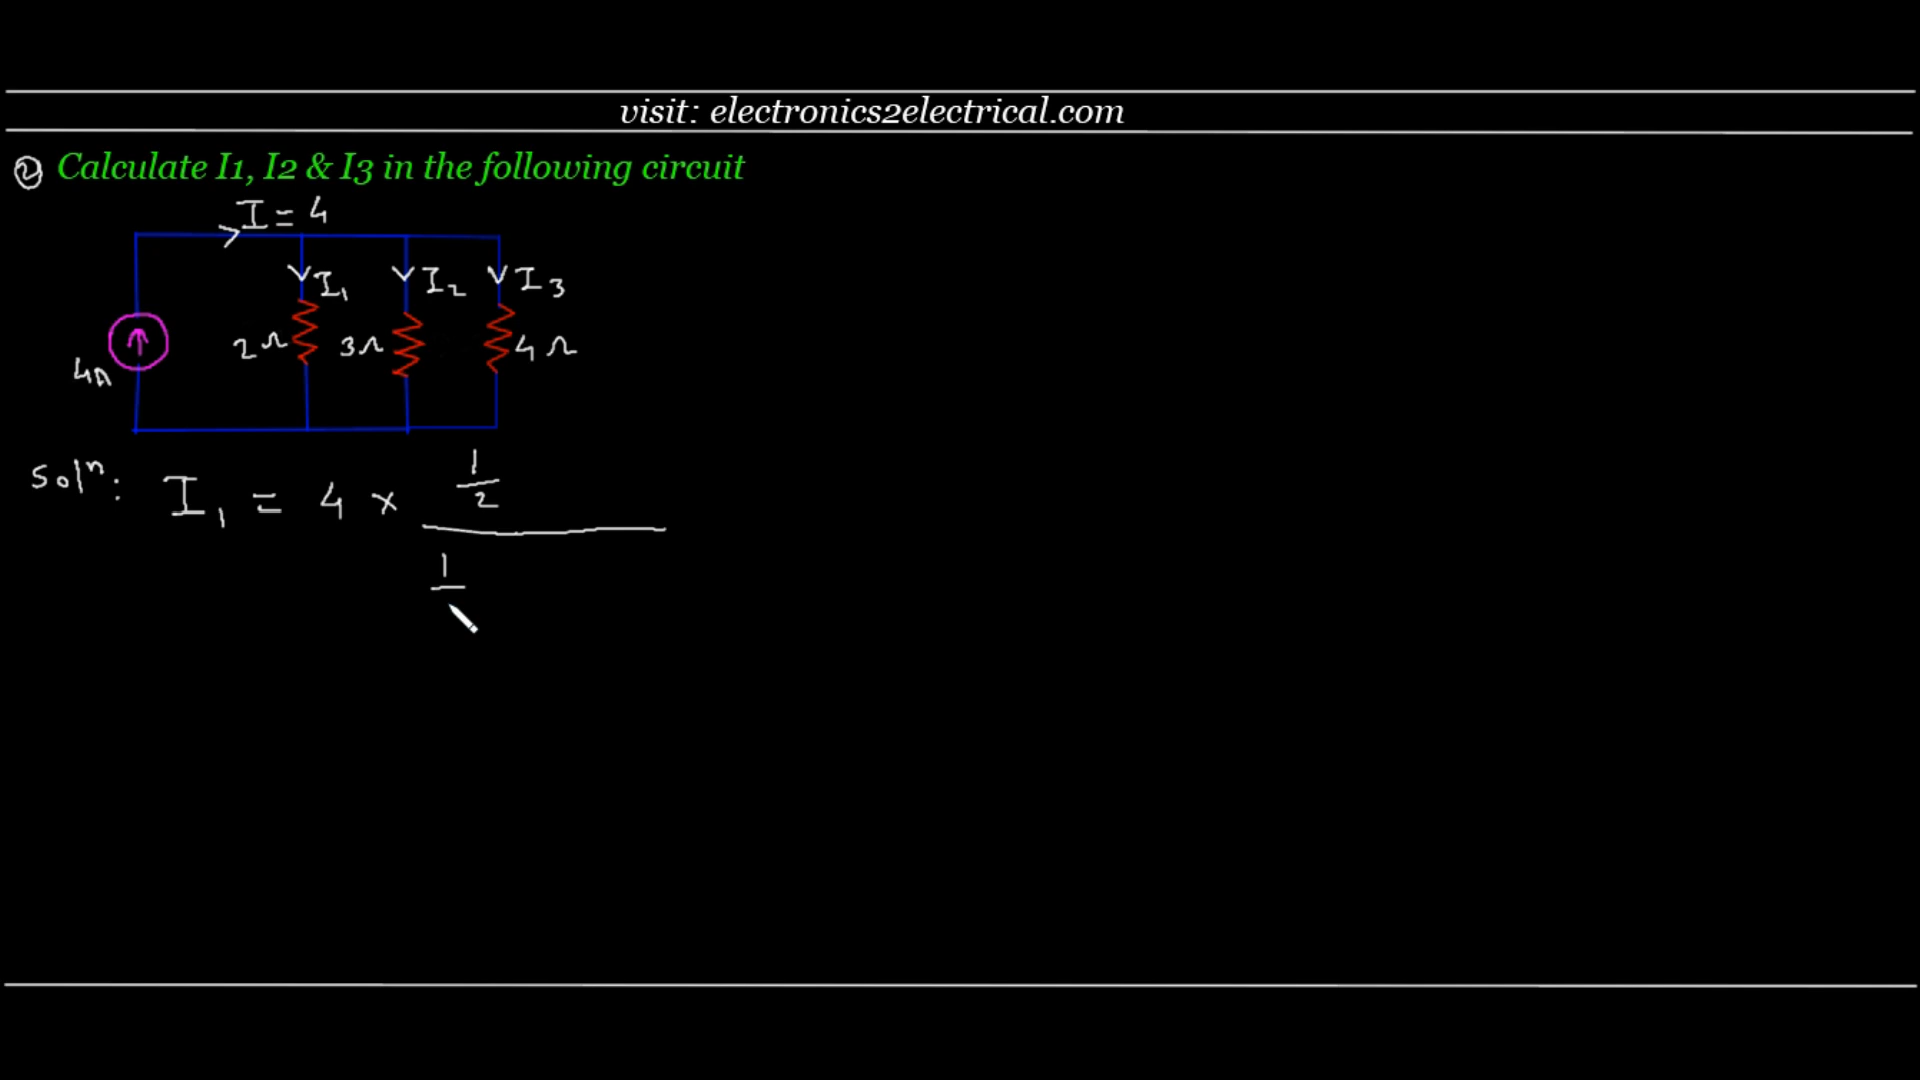 visit: electronics2electrical.com
② Calculate I1, I2 & I3 in the following circuit
I = 4
I₁ I₂ I₃
2Ω 3Ω 4Ω
4A
Solⁿ: I₁ = 4 × 1/2
1